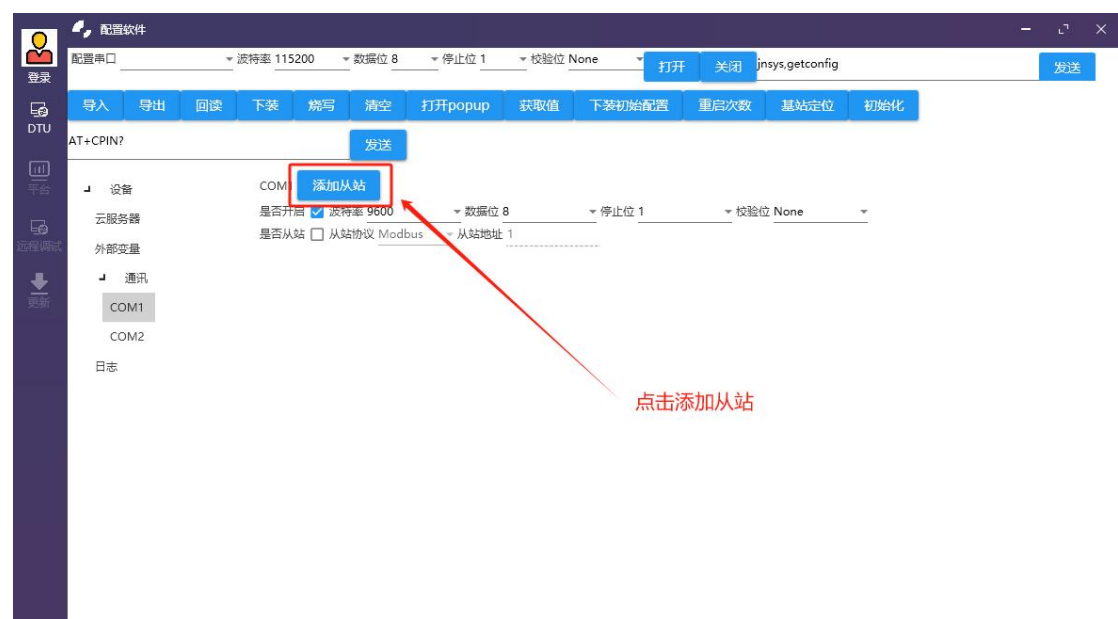 配置软件
登录
DTU
平台
远程调试
更新
配置串口 波特率 115200 数据位 8 停止位 1 校验位 None 打开 关闭 jnsys,getconfig 发送
导入 导出 回读 下装 烧写 清空 打开popup 获取值 下装初始配置 重启次数 基站定位 初始化
AT+CPIN? 发送
设备
云服务器
外部变量
通讯
COM1
COM2
日志
COM 添加从站
是否开启 波特率 9600 数据位 8 停止位 1 校验位 None
是否从站 从站协议 Modbus 从站地址 1
点击添加从站